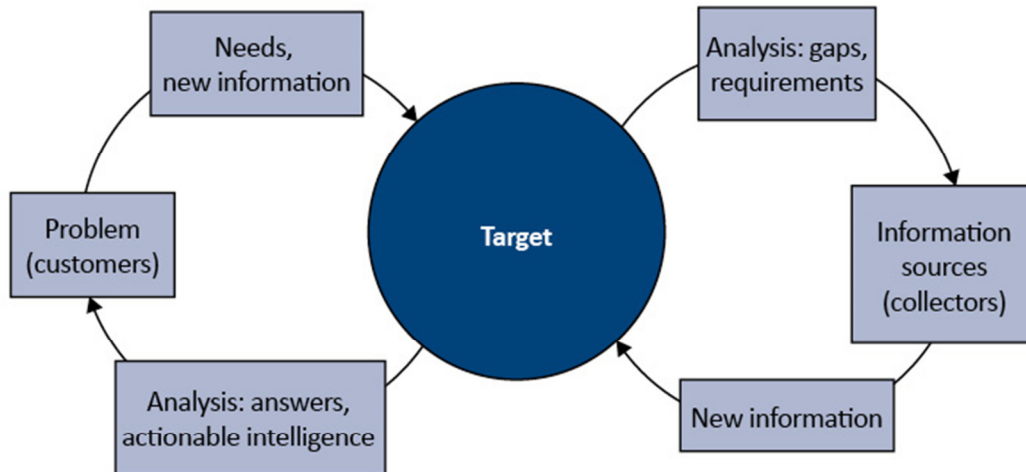 Needs,
new information
Analysis: gaps,
requirements
Problem
(customers)
Target
Information
sources
(collectors)
Analysis: answers,
actionable intelligence
New information